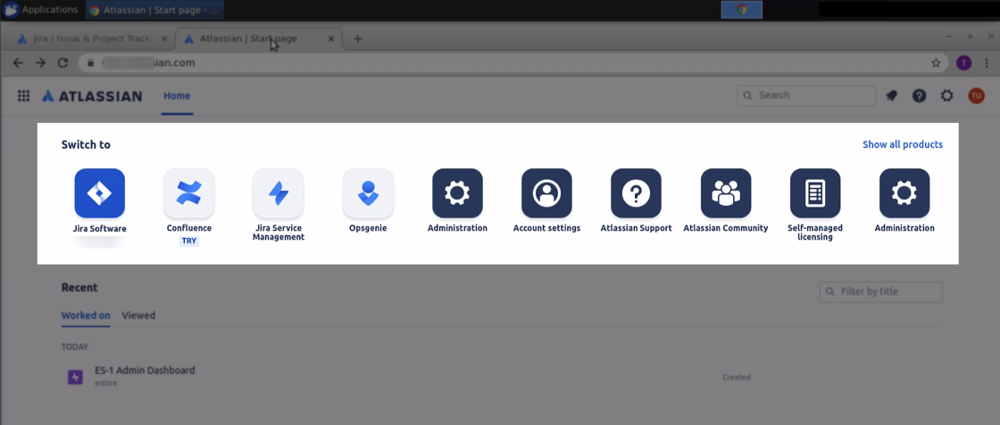 Applications
Atlassian | Start page - ...
Jira | Issue & Project Track
Atlassian | Start page
ian.com
ATLASSIAN
Home
Search
TU
T
Switch to
Show all products
Jira Software
Confluence
TRY
Jira Service
Management
Opsgenie
Administration
Account settings
Atlassian Support
Atlassian Community
Self-managed
licensing
Administration
Recent
Filter by title
Worked on
Viewed
TODAY
ES-1 Admin Dashboard
estore
Created